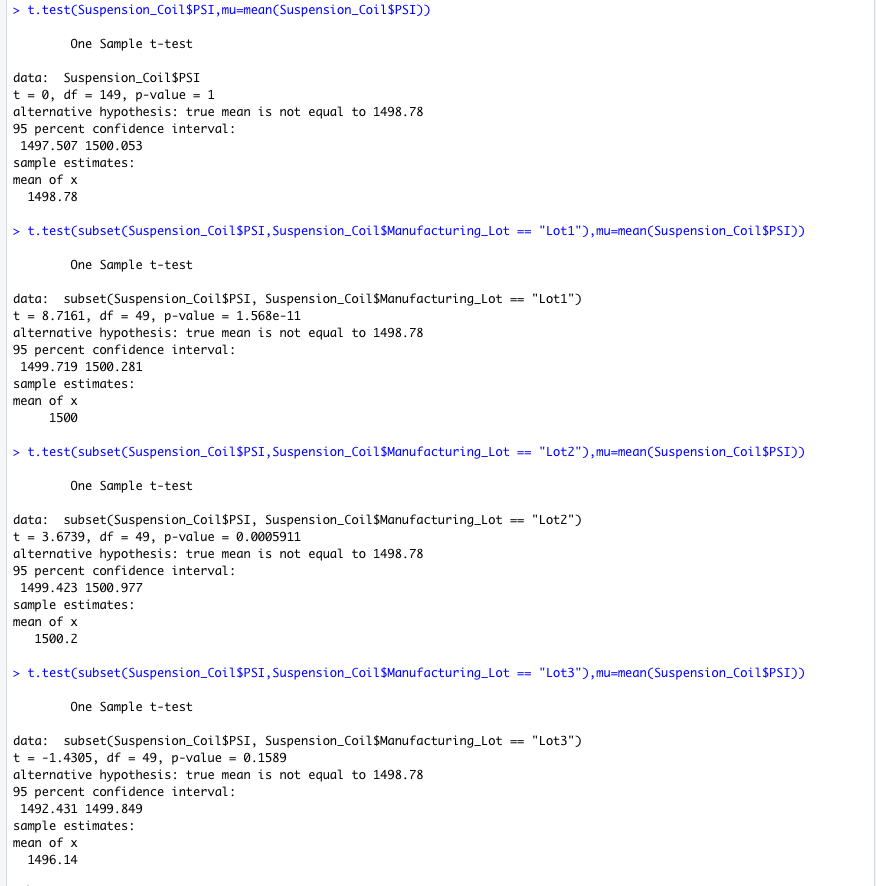 > t.test(Suspension_Coil$PSI,mu=mean(Suspension_Coil$PSI))
One Sample t-test
data:  Suspension_Coil$PSI
t = 0, df = 149, p-value = 1
alternative hypothesis: true mean is not equal to 1498.78
95 percent confidence interval:
1497.507 1500.053
sample estimates:
mean of x
1498.78
> t.test(subset(Suspension_Coil$PSI,Suspension_Coil$Manufacturing_Lot == "Lot1"),mu=mean(Suspension_Coil$PSI))
One Sample t-test
data:  subset(Suspension_Coil$PSI, Suspension_Coil$Manufacturing_Lot == "Lot1")
t = 8.7161, df = 49, p-value = 1.568e-11
alternative hypothesis: true mean is not equal to 1498.78
95 percent confidence interval:
1499.719 1500.281
sample estimates:
mean of x
1500
> t.test(subset(Suspension_Coil$PSI,Suspension_Coil$Manufacturing_Lot == "Lot2"),mu=mean(Suspension_Coil$PSI))
One Sample t-test
data:  subset(Suspension_Coil$PSI, Suspension_Coil$Manufacturing_Lot == "Lot2")
t = 3.6739, df = 49, p-value = 0.0005911
alternative hypothesis: true mean is not equal to 1498.78
95 percent confidence interval:
1499.423 1500.977
sample estimates:
mean of x
1500.2
> t.test(subset(Suspension_Coil$PSI,Suspension_Coil$Manufacturing_Lot == "Lot3"),mu=mean(Suspension_Coil$PSI))
One Sample t-test
data:  subset(Suspension_Coil$PSI, Suspension_Coil$Manufacturing_Lot == "Lot3")
t = -1.4305, df = 49, p-value = 0.1589
alternative hypothesis: true mean is not equal to 1498.78
95 percent confidence interval:
1492.431 1499.849
sample estimates:
mean of x
1496.14